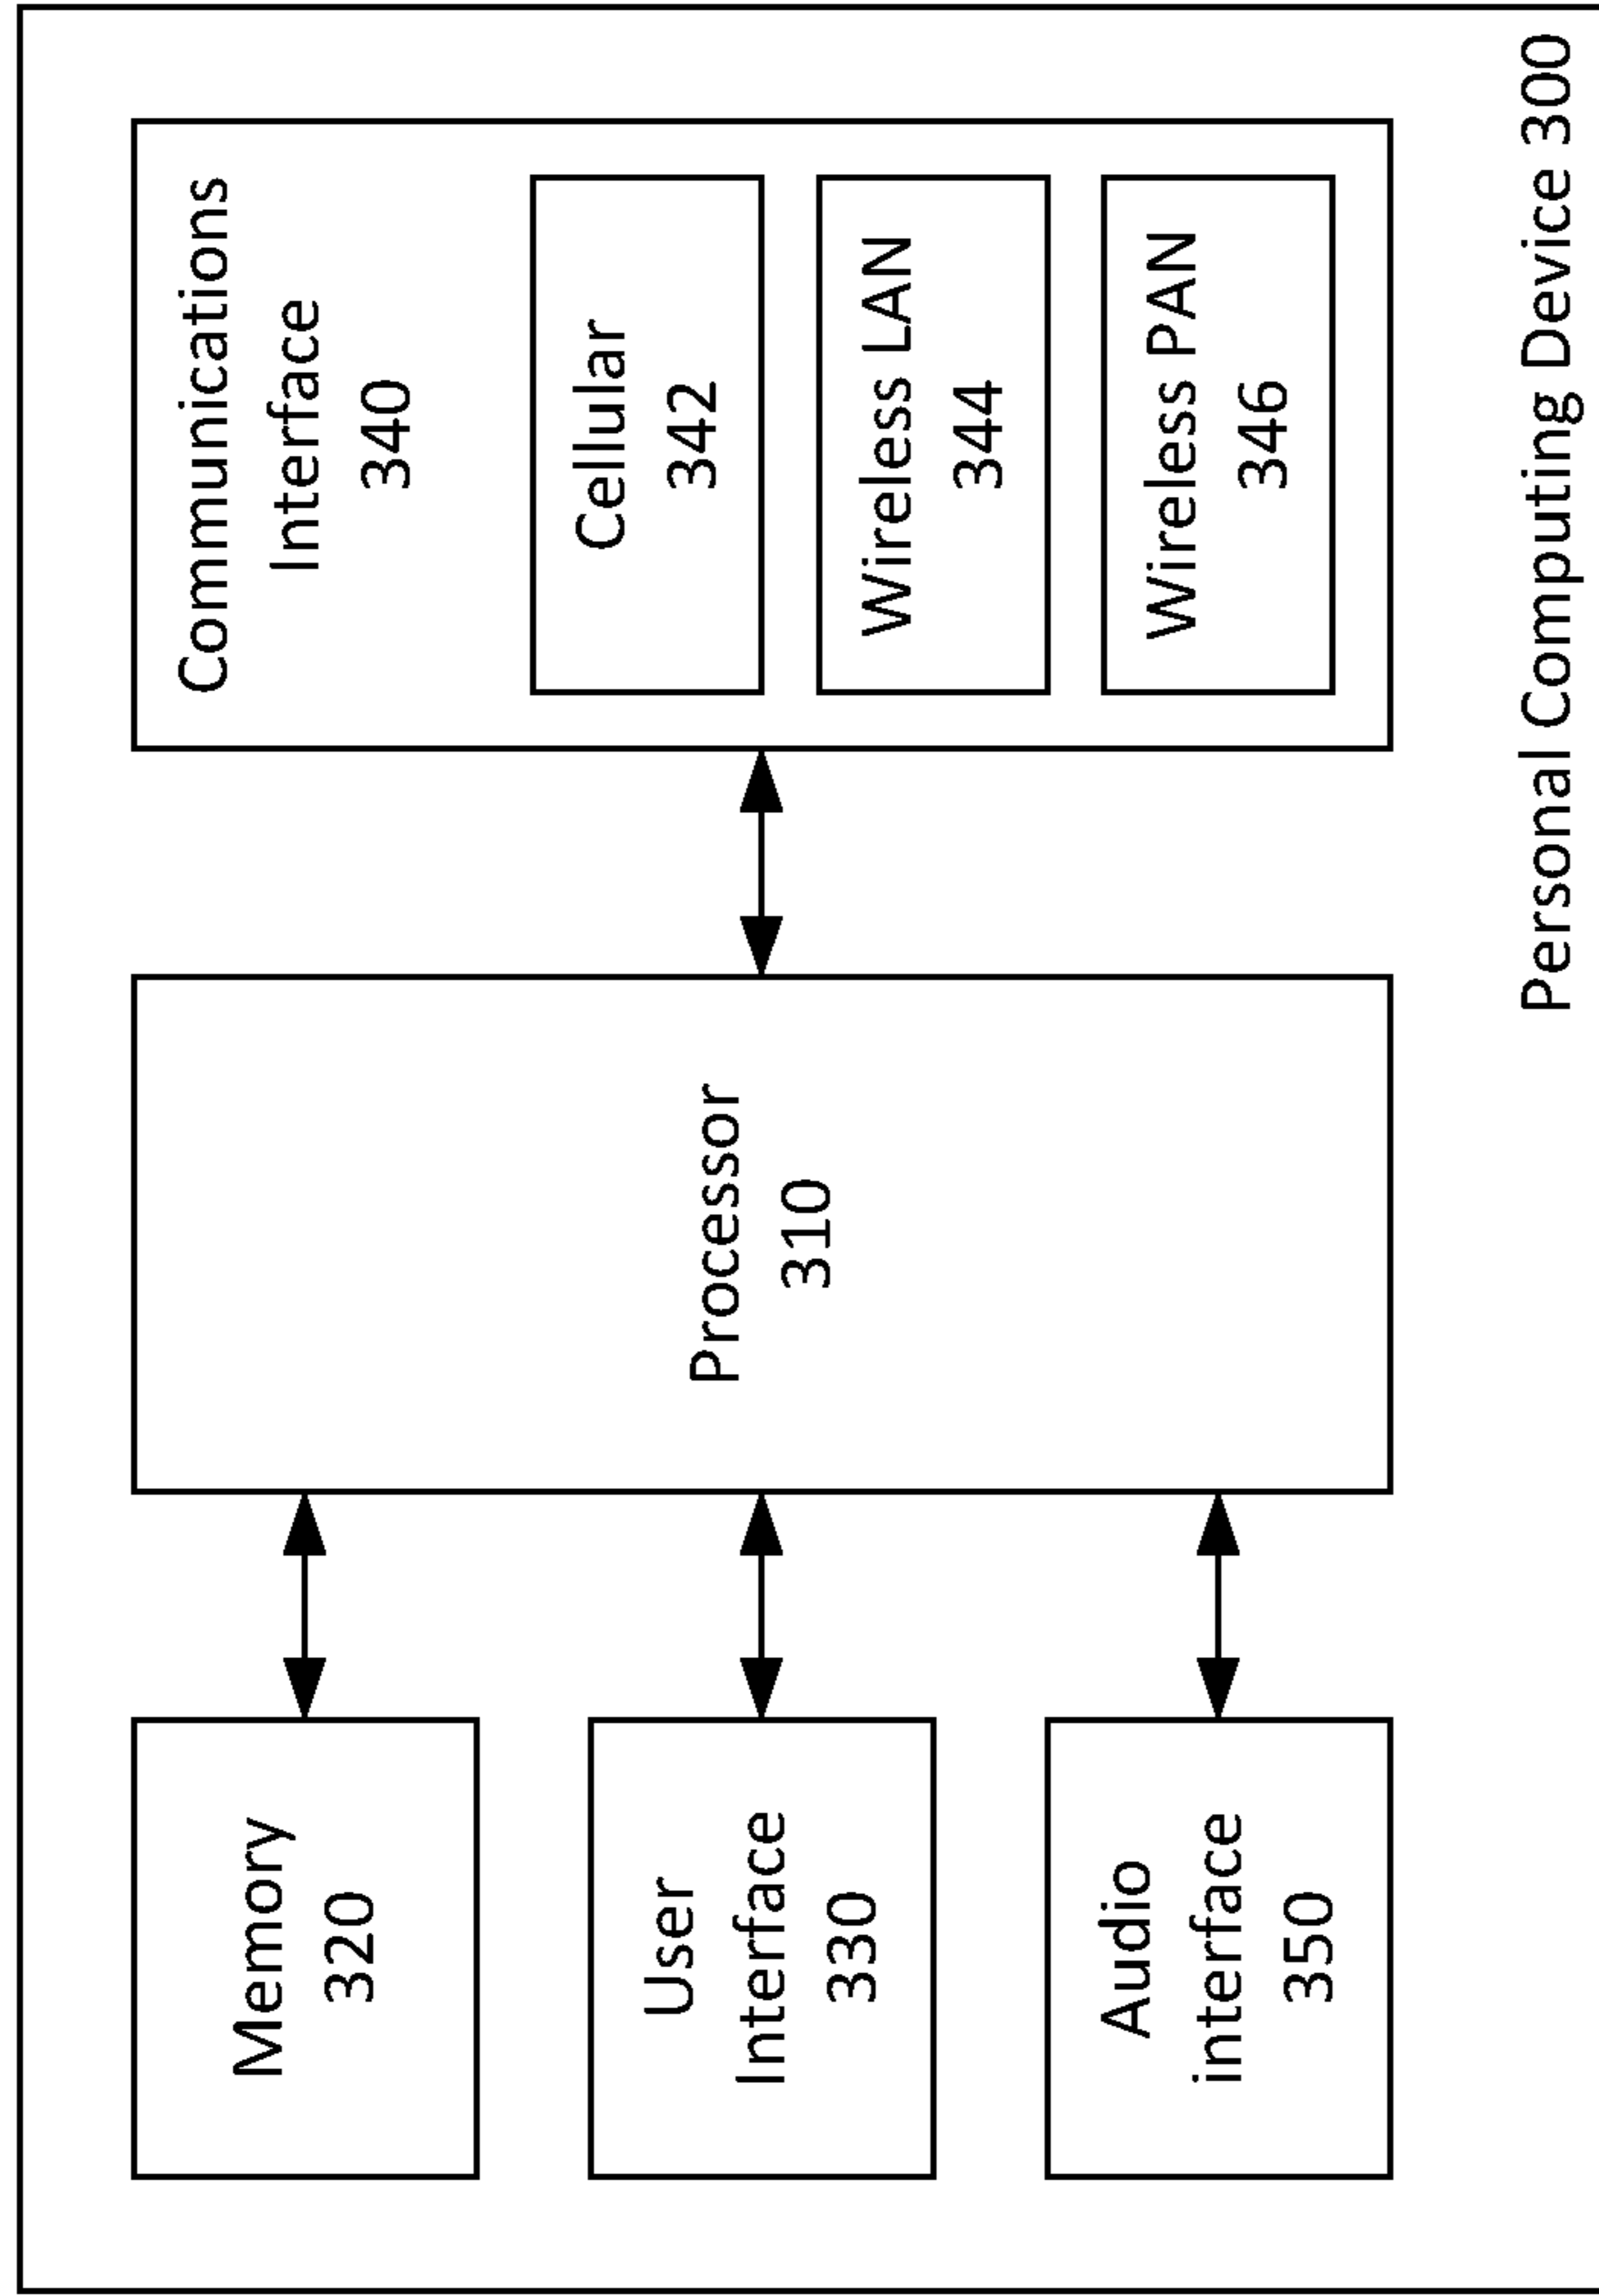 Memory
320
User
Interface
330
Audio
interface
350
Processor
310
Communications
Interface
340
Cellular
342
Wireless LAN
344
Wireless PAN
346
Personal Computing Device 300